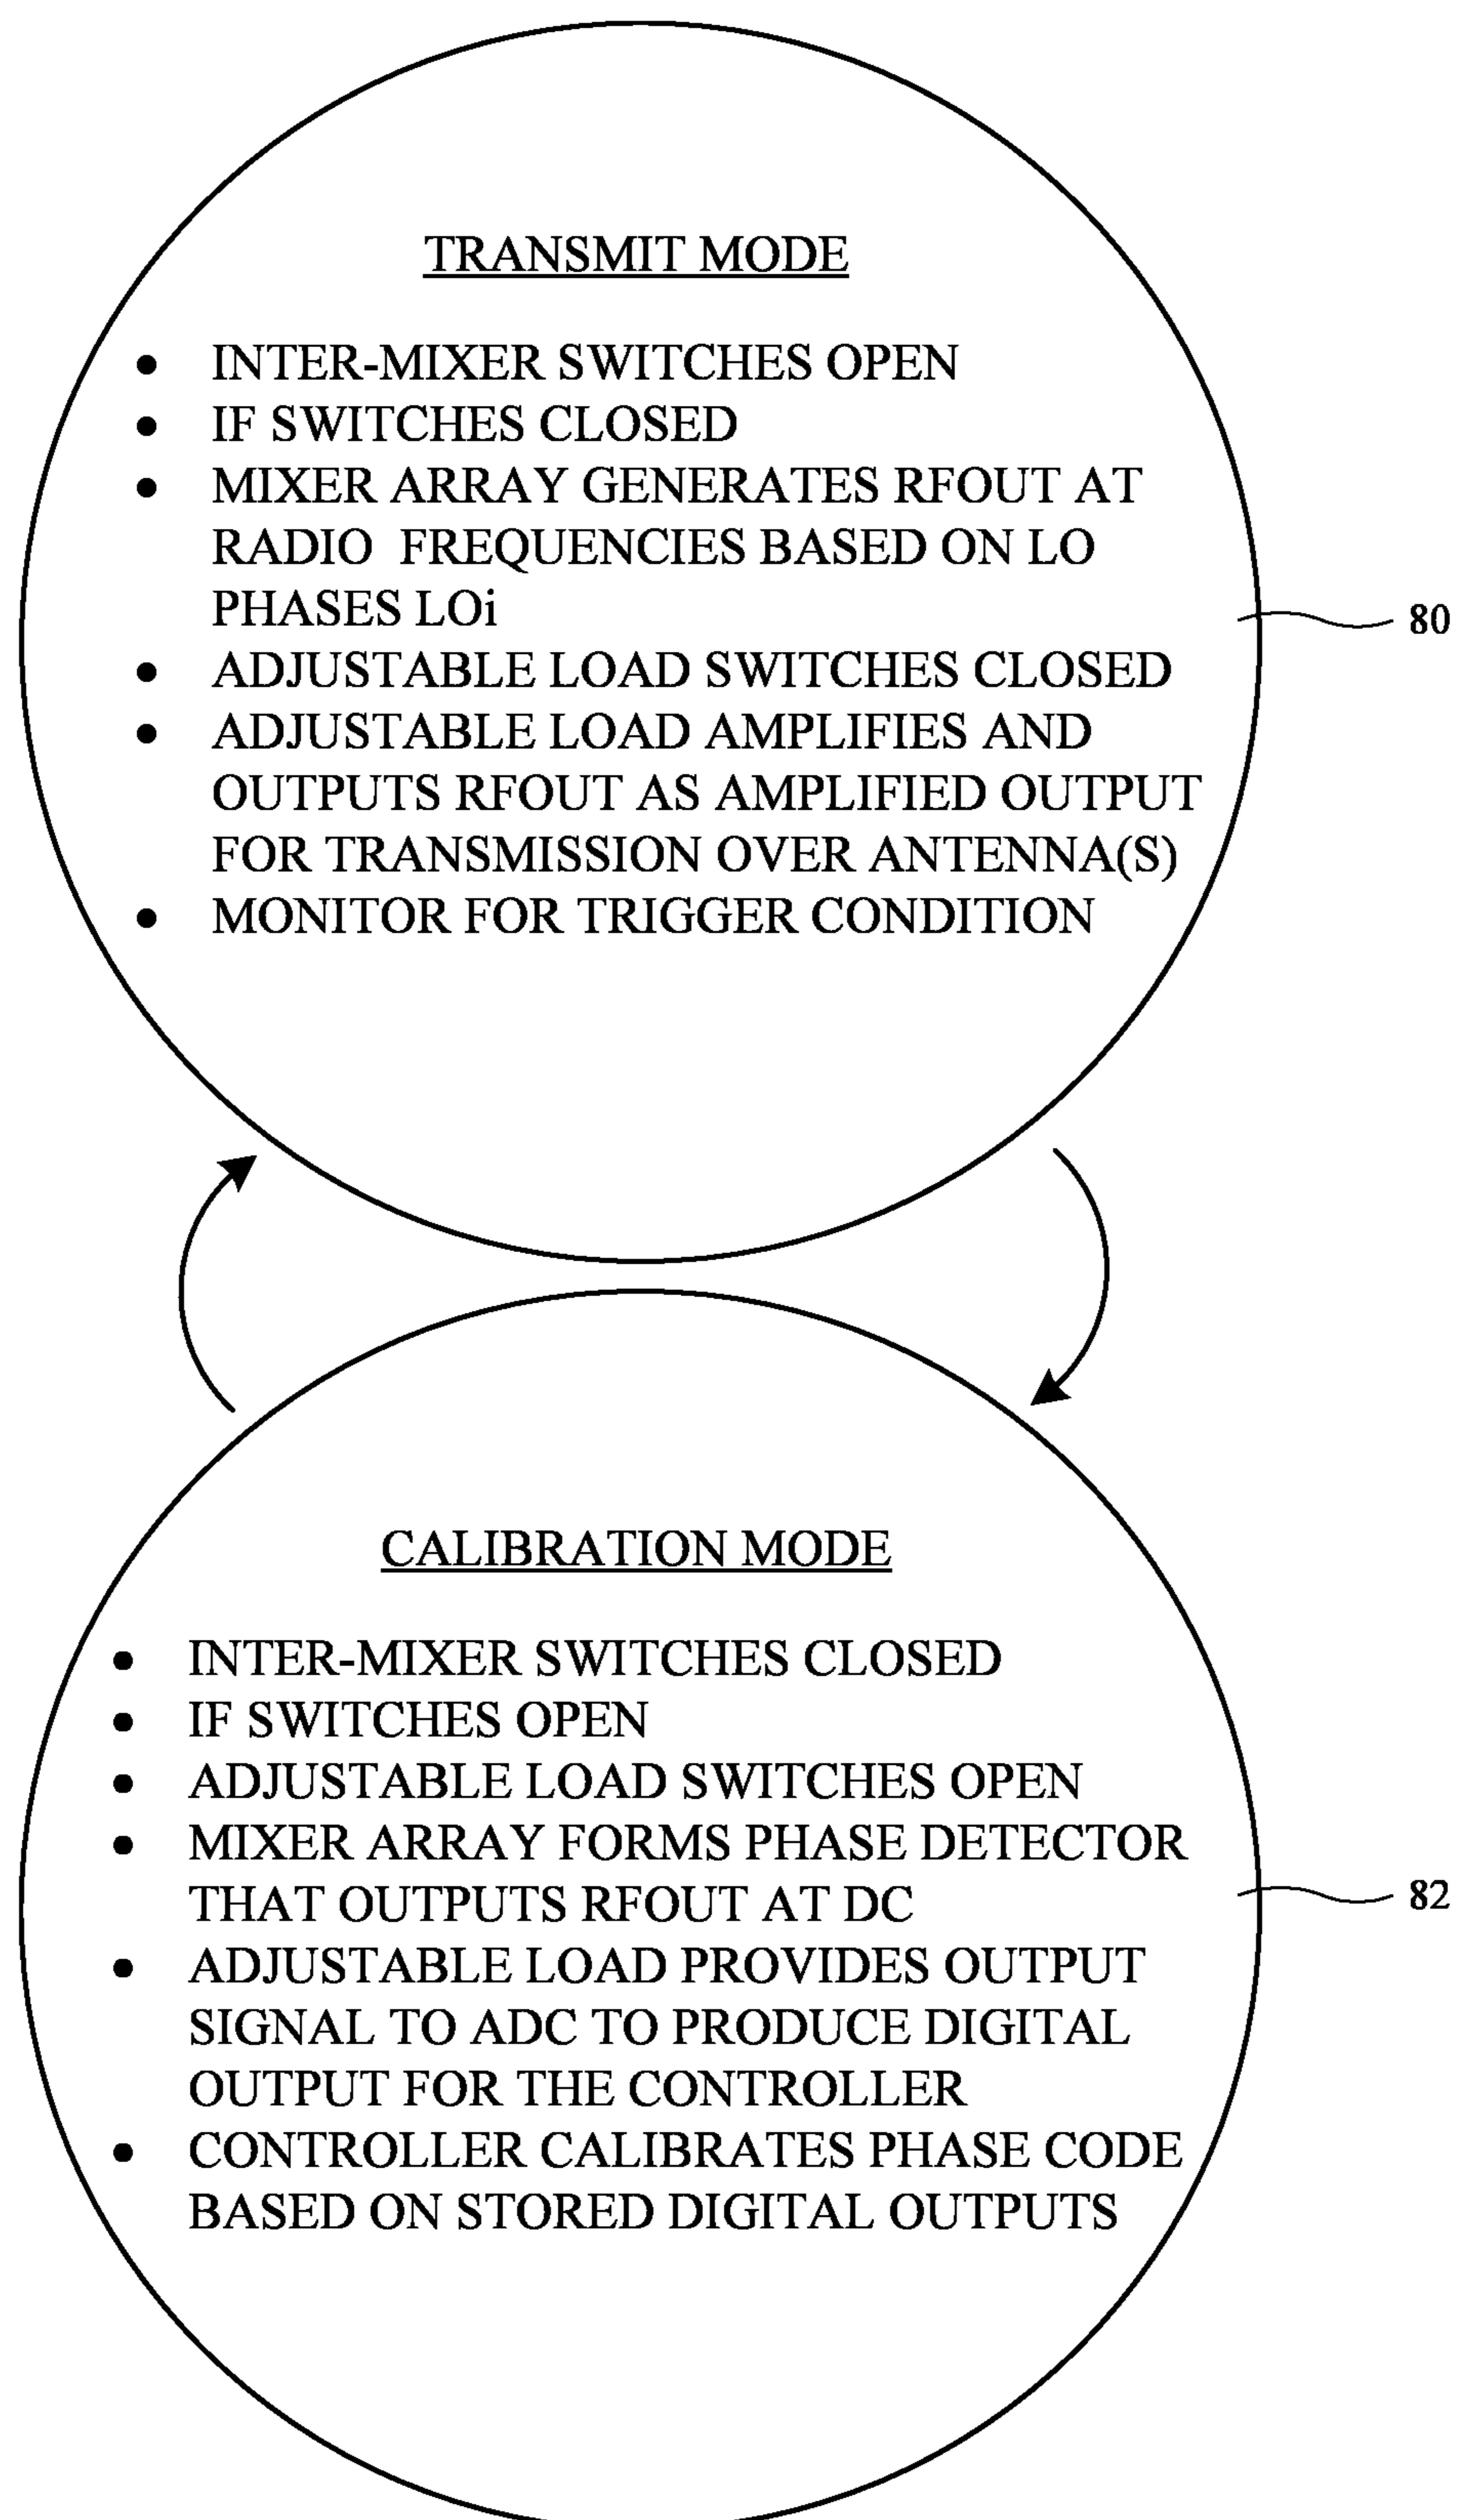 TRANSMIT MODE
• INTER-MIXER SWITCHES OPEN
• IF SWITCHES CLOSED
• MIXER ARRAY GENERATES RFOUT AT
RADIO FREQUENCIES BASED ON LO
PHASES LOi
80
• ADJUSTABLE LOAD SWITCHES CLOSED
• ADJUSTABLE LOAD AMPLIFIES AND
OUTPUTS RFOUT AS AMPLIFIED OUTPUT
FOR TRANSMISSION OVER ANTENNA(S)
• MONITOR FOR TRIGGER CONDITION
CALIBRATION MODE
• INTER-MIXER SWITCHES CLOSED
• IF SWITCHES OPEN
• ADJUSTABLE LOAD SWITCHES OPEN
• MIXER ARRAY FORMS PHASE DETECTOR
THAT OUTPUTS RFOUT AT DC
82
• ADJUSTABLE LOAD PROVIDES OUTPUT
SIGNAL TO ADC TO PRODUCE DIGITAL
OUTPUT FOR THE CONTROLLER
• CONTROLLER CALIBRATES PHASE CODE
BASED ON STORED DIGITAL OUTPUTS